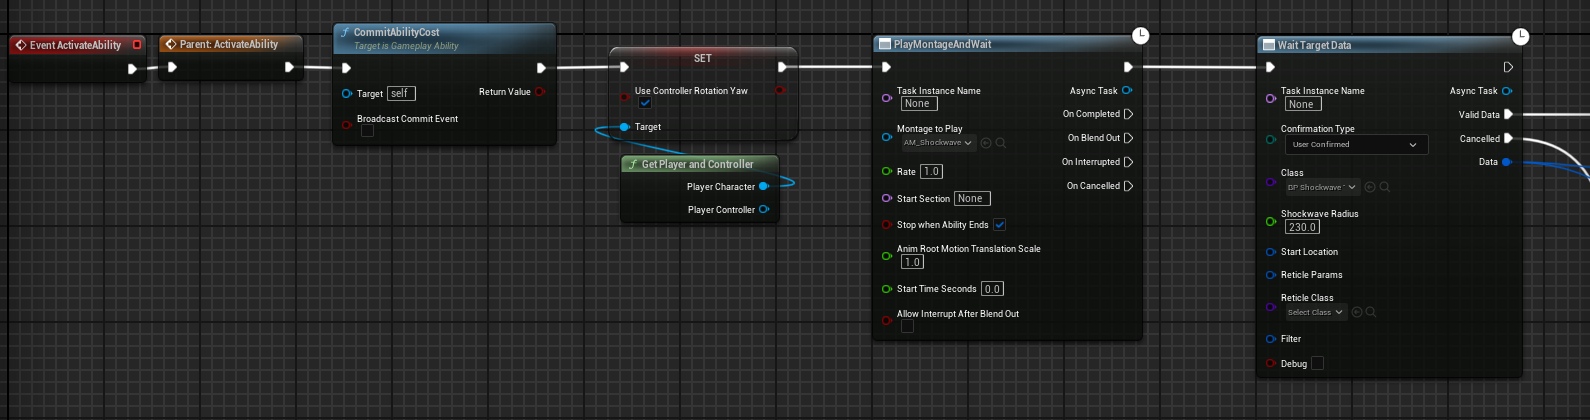 Event ActivateAbility
Parent: ActivateAbility
CommitAbilityCost
Target is Gameplay Ability
Target self
Return Value
Broadcast Commit Event
SET
Use Controller Rotation Yaw
Target
Get Player and Controller
Player Character
Player Controller
PlayMontageAndWait
Task Instance Name
None
Async Task
On Completed
Montage to Play
AM_Shockwave
On Blend Out
On Interrupted
Rate 1.0
On Cancelled
Start Section None
Stop when Ability Ends
Anim Root Motion Translation Scale
1.0
Start Time Seconds 0.0
Allow Interrupt After Blend Out
Wait Target Data
Task Instance Name
None
Async Task
Valid Data
Confirmation Type
User Confirmed
Cancelled
Data
Class
BP Shockwave
Shockwave Radius
230.0
Start Location
Reticle Params
Reticle Class
Select Class
Filter
Debug